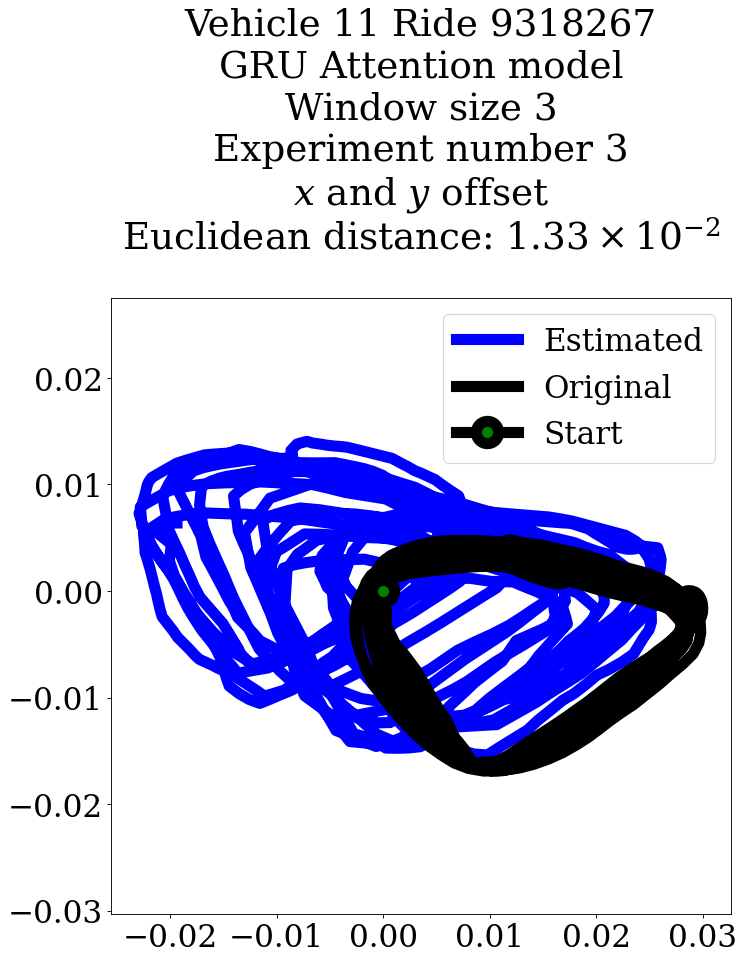 Vehicle 11 Ride 9318267
GRU Attention model
Window size 3
Experiment number 3
x and y offset
Euclidean distance: 1.33 × 10⁻²
Estimated
Original
Start
0.02
0.01
0.00
−0.01
−0.02
−0.03
−0.02 −0.01 0.00 0.01 0.02 0.03